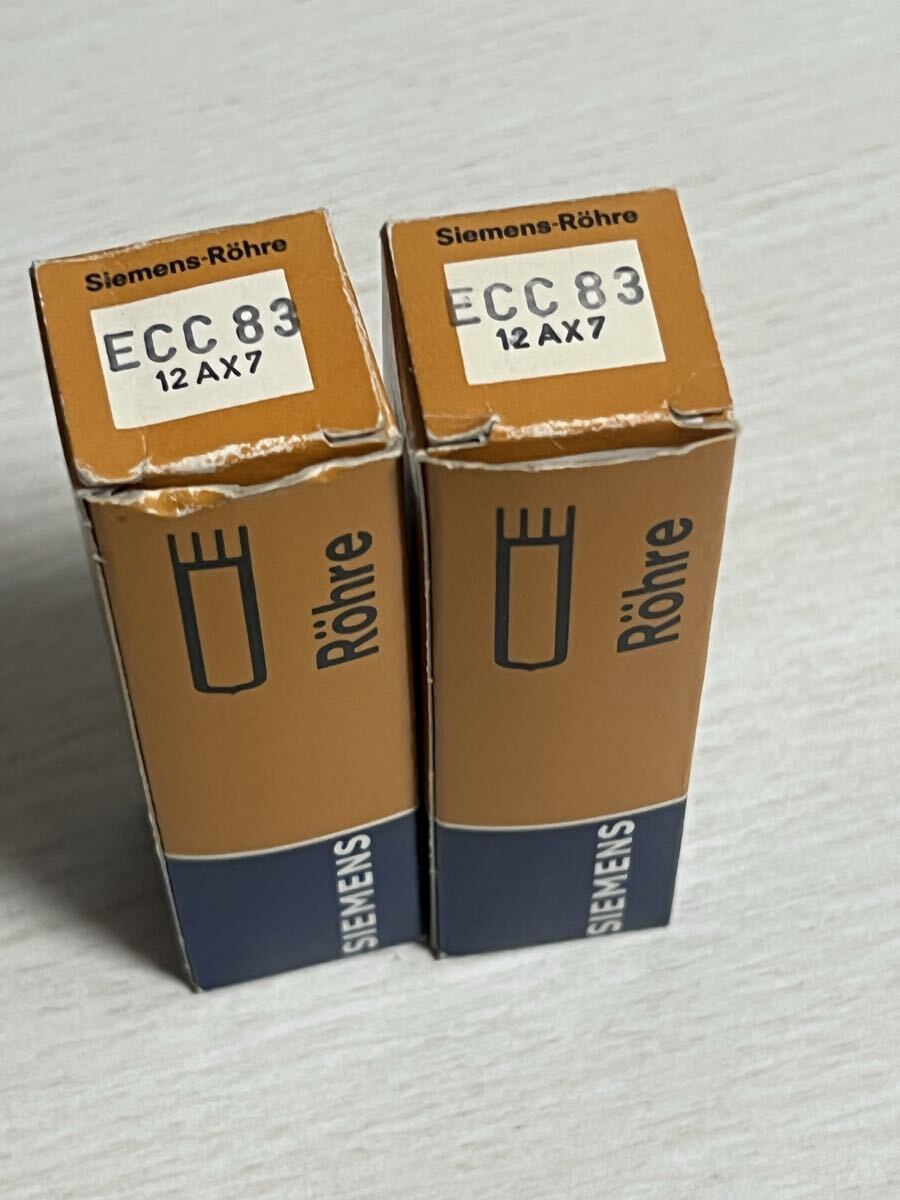 Siemens-Röhre
ECC 83
12 AX7
Röhre
SIEMENS
Siemens-Röhre
ECC 83
12 AX7
Röhre
SIEMENS